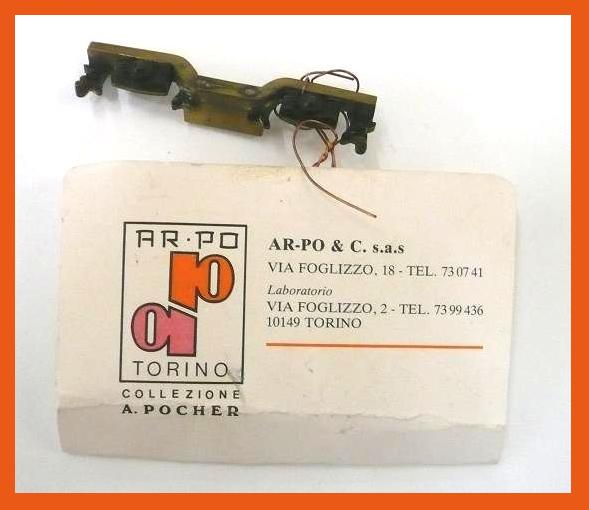 AR·PO
TORINO
COLLEZIONE
A. POCHER
AR-PO & C. s.a.s
VIA FOGLIZZO, 18 - TEL. 73 07 41
Laboratorio
VIA FOGLIZZO, 2 - TEL. 73 99 436
10149 TORINO